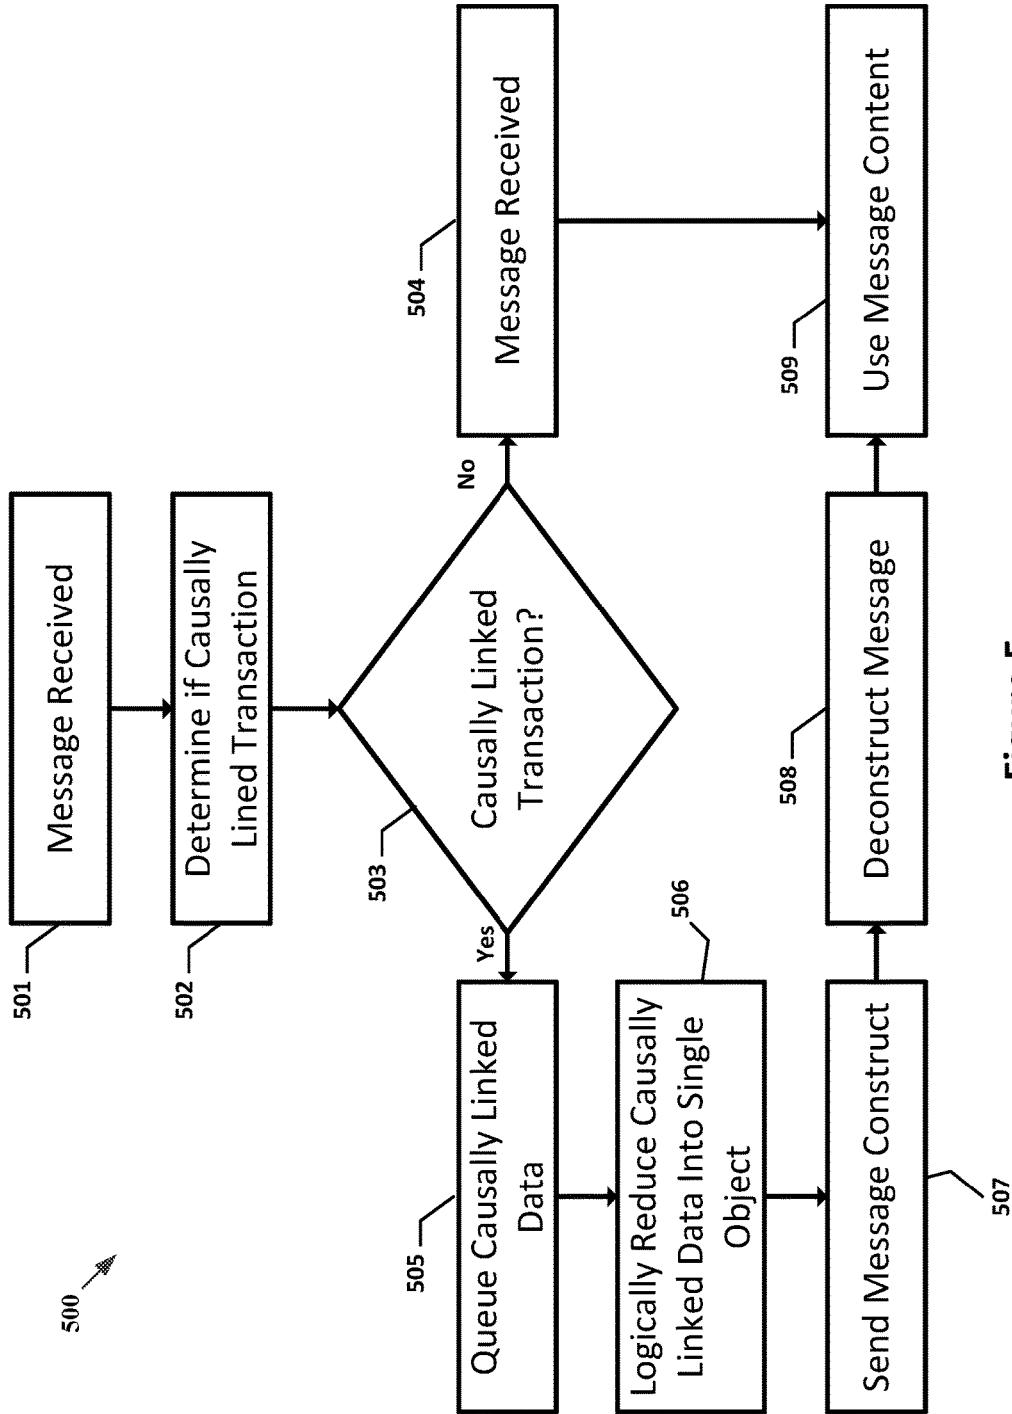 500
501
Message Received
502
Determine if Causally
Lined Transaction
503
Causally Linked
Transaction?
Yes
No
504
Message Received
505
Queue Causally Linked
Data
506
Logically Reduce Causally
Linked Data Into Single
Object
507
Send Message Construct
508
Deconstruct Message
509
Use Message Content